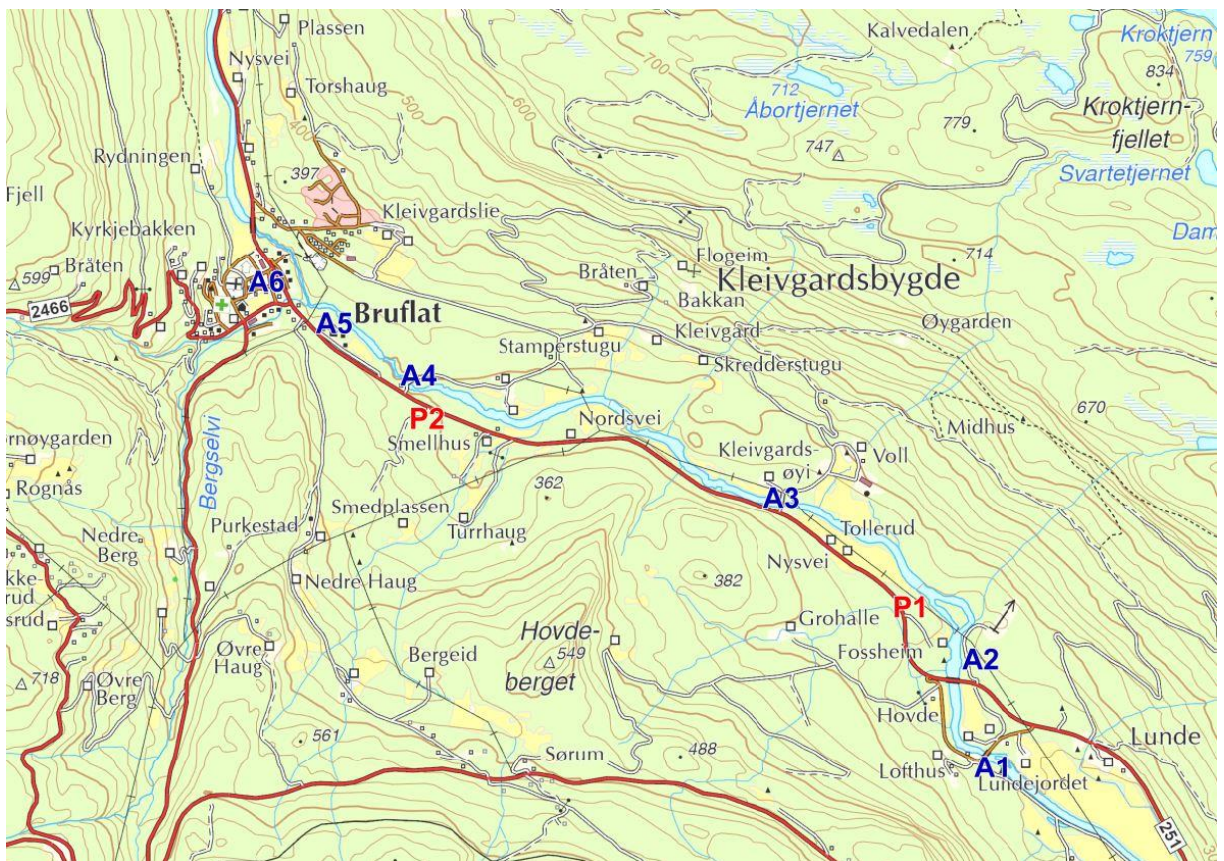 Plassen
Nysvei
Torshaug
500
600
700
400
397
Rydningen
Fjell
Kyrkjebakken
Kleivgardslie
599
Bråten
2466
A6
A5
Bruflat
A4
P2
Kalvedalen
Kroktjern
759
834
712
Åbortjernet
Kroktjern-
fjellet
779
747
Svartetjernet
Dam
714
Flogeim
Bråten
Kleivgardsbygde
Bakkan
Kleivgård
Øygarden
Stamperstugu
Skredderstugu
Midhus
670
Nordsvei
Smellhus
Kleivgards-
øyi
Voll
A3
362
Smedplassen
Turrhaug
Tollerud
Nysvei
Bergselvi
ørnøygarden
Rognås
Purkestad
Nedre
Berg
Nedre Haug
382
P1
Grohalle
Fossheim
A2
Hovde-
berget
549
Øvre
Haug
Bergeid
718
Øvre
Berg
561
Sørum
488
Hovde
Lofthus
A1
Lundejordet
Lunde
251